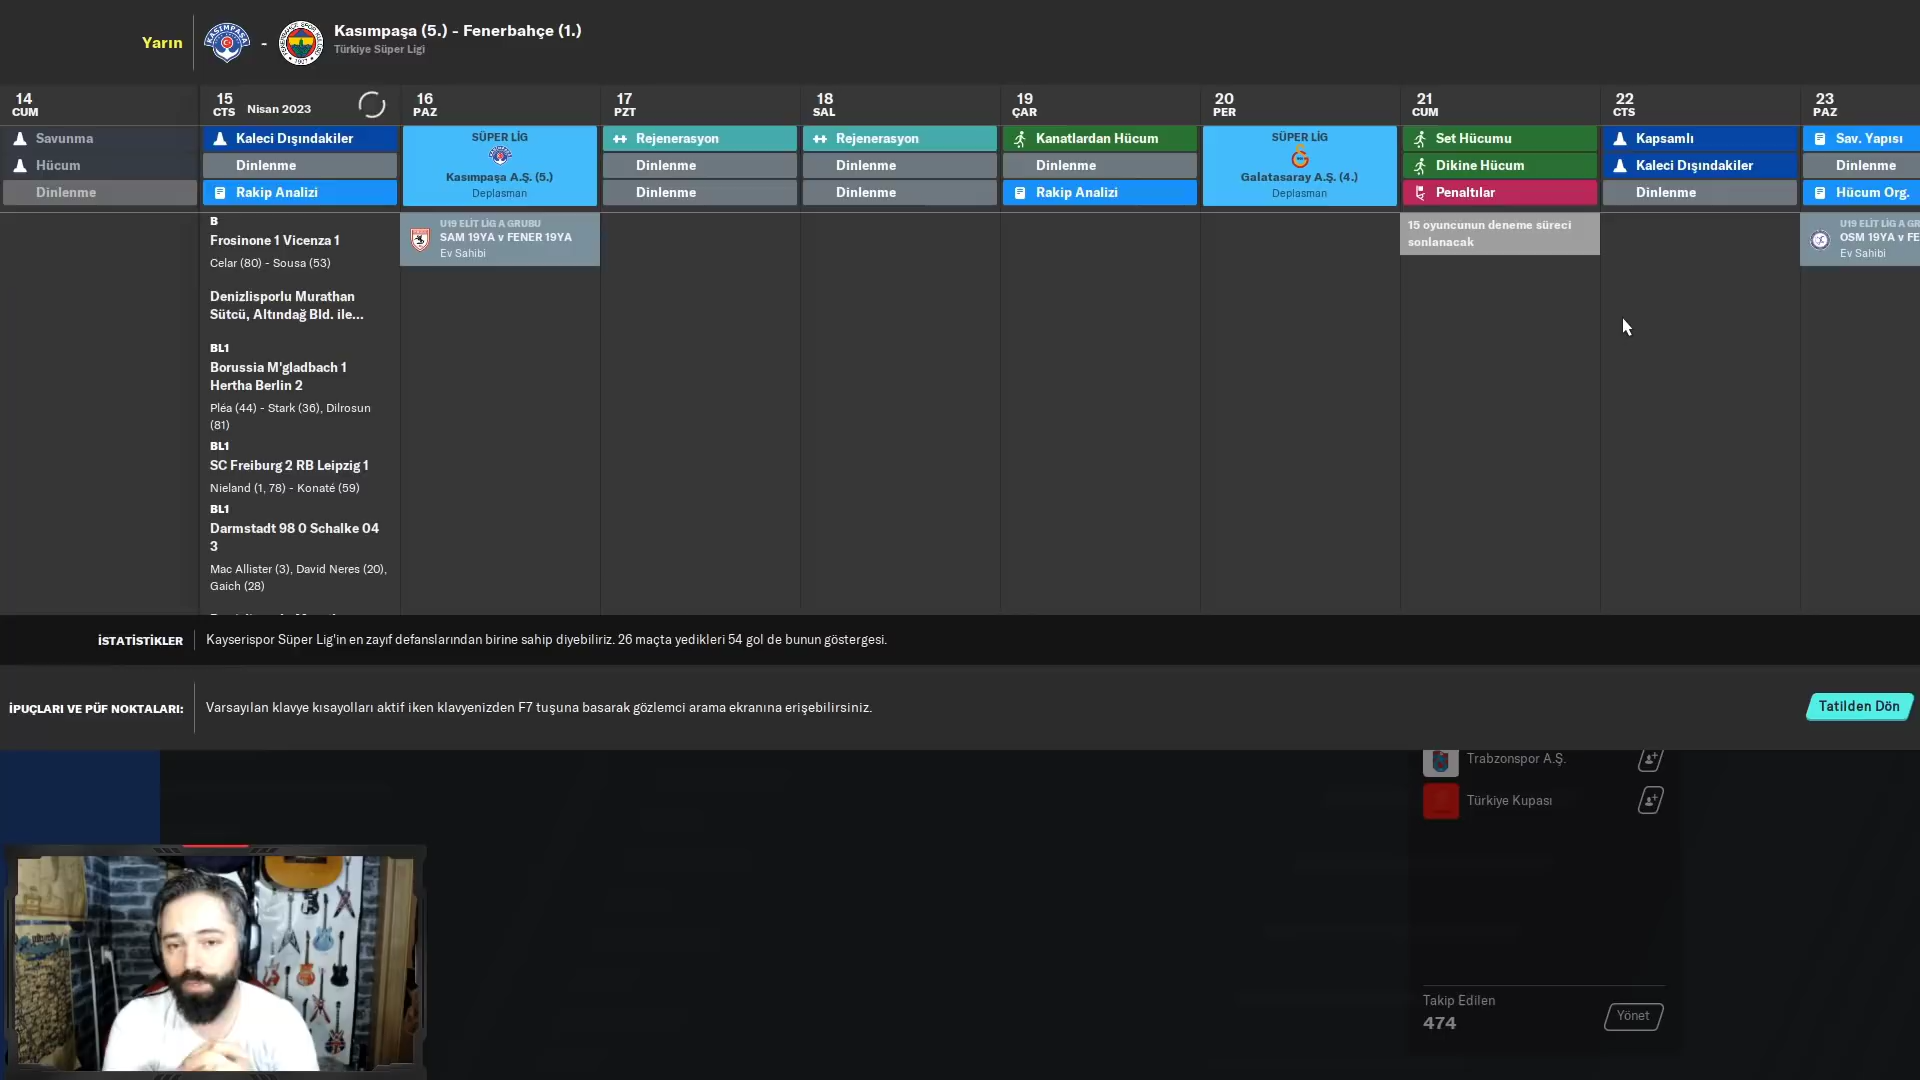 Yarın
-
Kasımpaşa (5.) - Fenerbahçe (1.)
Türkiye Süper Ligi
14
CUM
15
CTS
Nisan 2023
16
PAZ
17
PZT
18
SAL
19
ÇAR
20
PER
21
CUM
22
CTS
23
PAZ
Savunma
Hücum
Dinlenme
Kaleci Dışındakiler
Dinlenme
Rakip Analizi
SÜPER LİG
Kasımpaşa A.Ş. (5.)
Deplasman
Rejenerasyon
Dinlenme
Dinlenme
Rejenerasyon
Dinlenme
Dinlenme
Kanatlardan Hücum
Dinlenme
Rakip Analizi
SÜPER LİG
Galatasaray A.Ş. (4.)
Deplasman
Set Hücumu
Dikine Hücum
Penaltılar
Kapsamlı
Kaleci Dışındakiler
Dinlenme
Sav. Yapısı
Dinlenme
Hücum Org.
B
Frosinone 1 Vicenza 1
Celar (80) - Sousa (53)
Denizlisporlu Murathan
Sütcü, Altındağ Bld. ile...
BL1
Borussia M'gladbach 1
Hertha Berlin 2
Pléa (44) - Stark (36), Dilrosun
(81)
BL1
SC Freiburg 2 RB Leipzig 1
Nieland (1, 78) - Konaté (59)
BL1
Darmstadt 98 0 Schalke 04
3
Mac Allister (3), David Neres (20),
Gaich (28)
U19 ELİT LİG A GRUBU
SAM 19YA v FENER 19YA
Ev Sahibi
15 oyuncunun deneme süreci
sonlanacak
U19 ELİT LİG A GR
OSM 19YA v FE
Ev Sahibi
İSTATİSTİKLER
Kayserispor Süper Lig'in en zayıf defanslarından birine sahip diyebiliriz. 26 maçta yedikleri 54 gol de bunun göstergesi.
İPUÇLARI VE PÜF NOKTALARI:
Varsayılan klavye kısayolları aktif iken klavyenizden F7 tuşuna basarak gözlemci arama ekranına erişebilirsiniz.
Tatilden Dön
Trabzonspor A.Ş.
Türkiye Kupası
Takip Edilen
474
Yönet